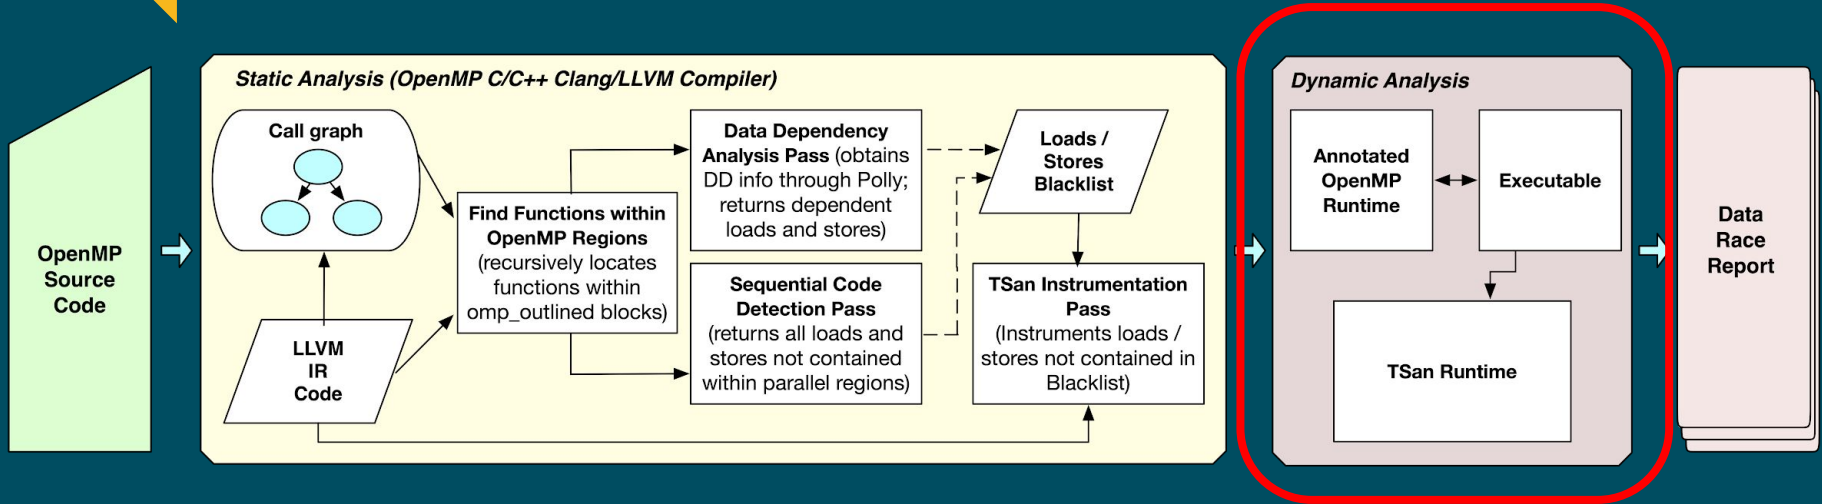 OpenMP
Source
Code
Static Analysis (OpenMP C/C++ Clang/LLVM Compiler)
Call graph
LLVM
IR
Code
Find Functions within
OpenMP Regions
(recursively locates
functions within
omp_outlined blocks)
Data Dependency
Analysis Pass (obtains
DD info through Polly;
returns dependent
loads and stores)
Sequential Code
Detection Pass
(returns all loads and
stores not contained
within parallel regions)
Loads /
Stores
Blacklist
TSan Instrumentation
Pass
(Instruments loads /
stores not contained in
Blacklist)
Dynamic Analysis
Annotated
OpenMP
Runtime
Executable
TSan Runtime
Data
Race
Report